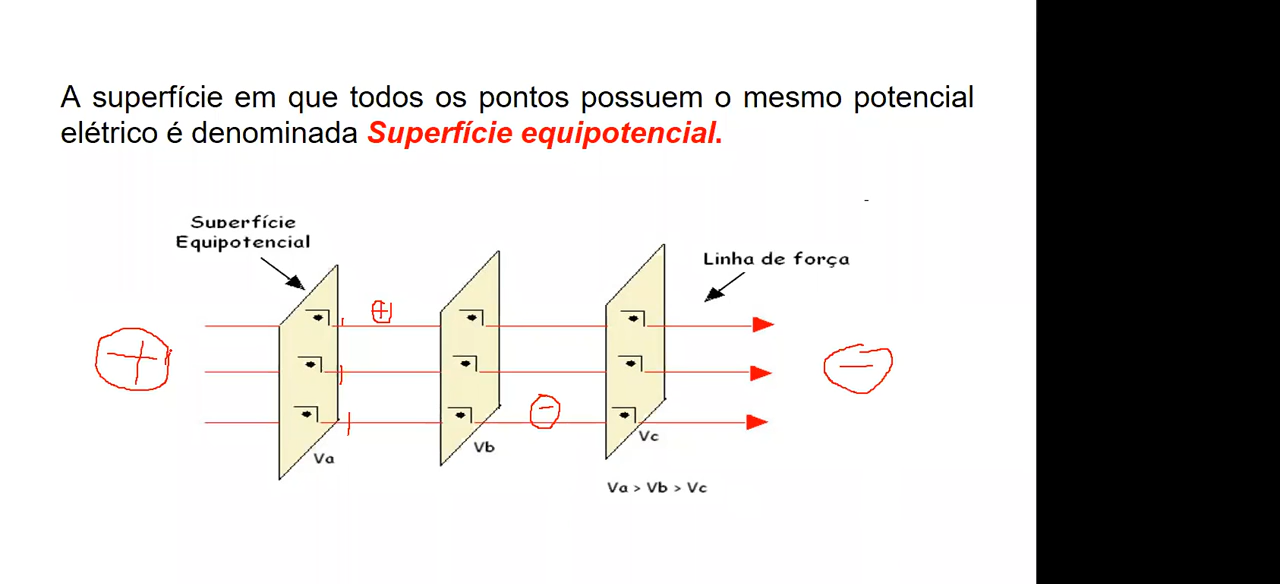 A superfície em que todos os pontos possuem o mesmo potencial
elétrico é denominada Superfície equipotencial.
Superfície
Equipotencial
Linha de força
+
+
-
-
Va
Vb
Vc
Va > Vb > Vc